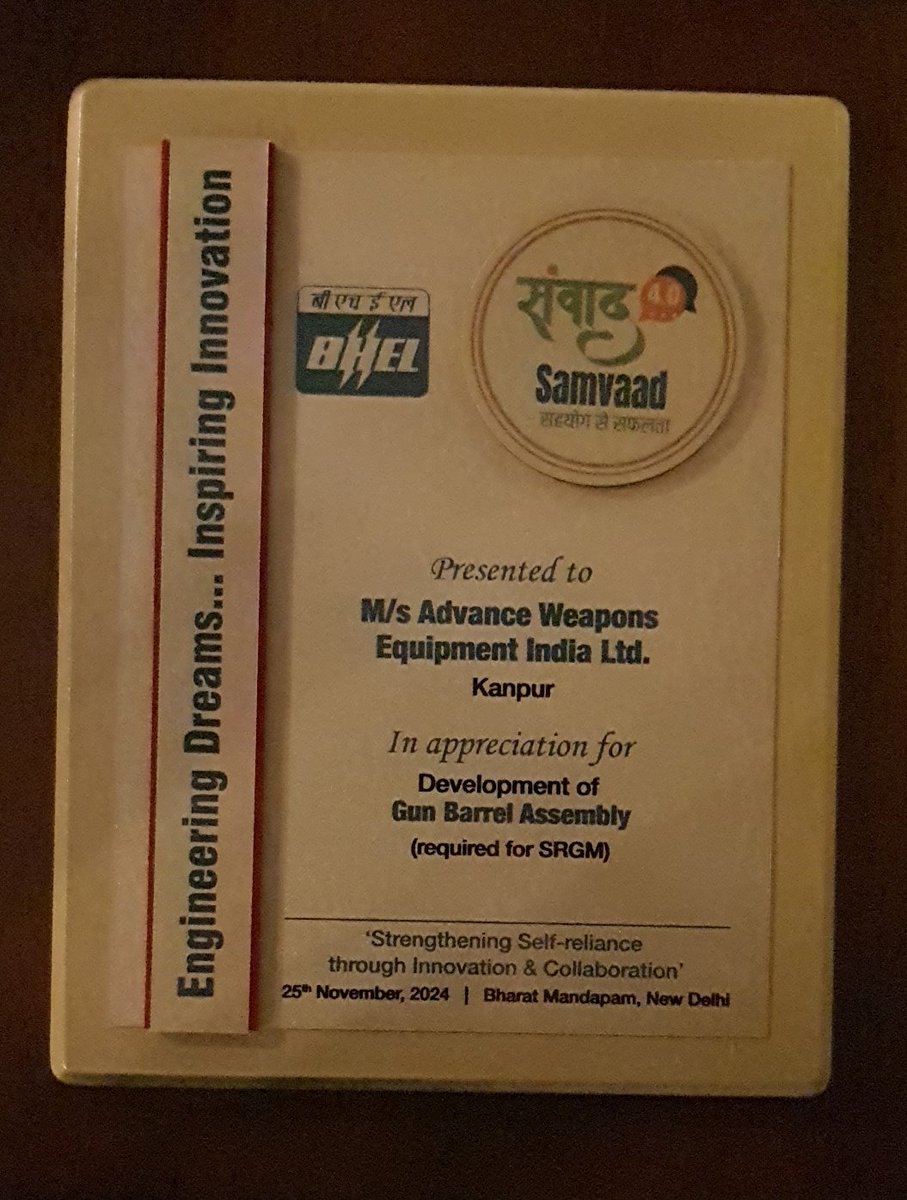 Engineering Dreams... Inspiring Innovation
बी एच ई एल
BHEL
संवाद 4.0
Samvaad
सहयोग से सफलता
Presented to
M/s Advance Weapons
Equipment India Ltd.
Kanpur
In appreciation for
Development of
Gun Barrel Assembly
(required for SRGM)
‘Strengthening Self-reliance
through Innovation & Collaboration’
25th November, 2024 | Bharat Mandapam, New Delhi